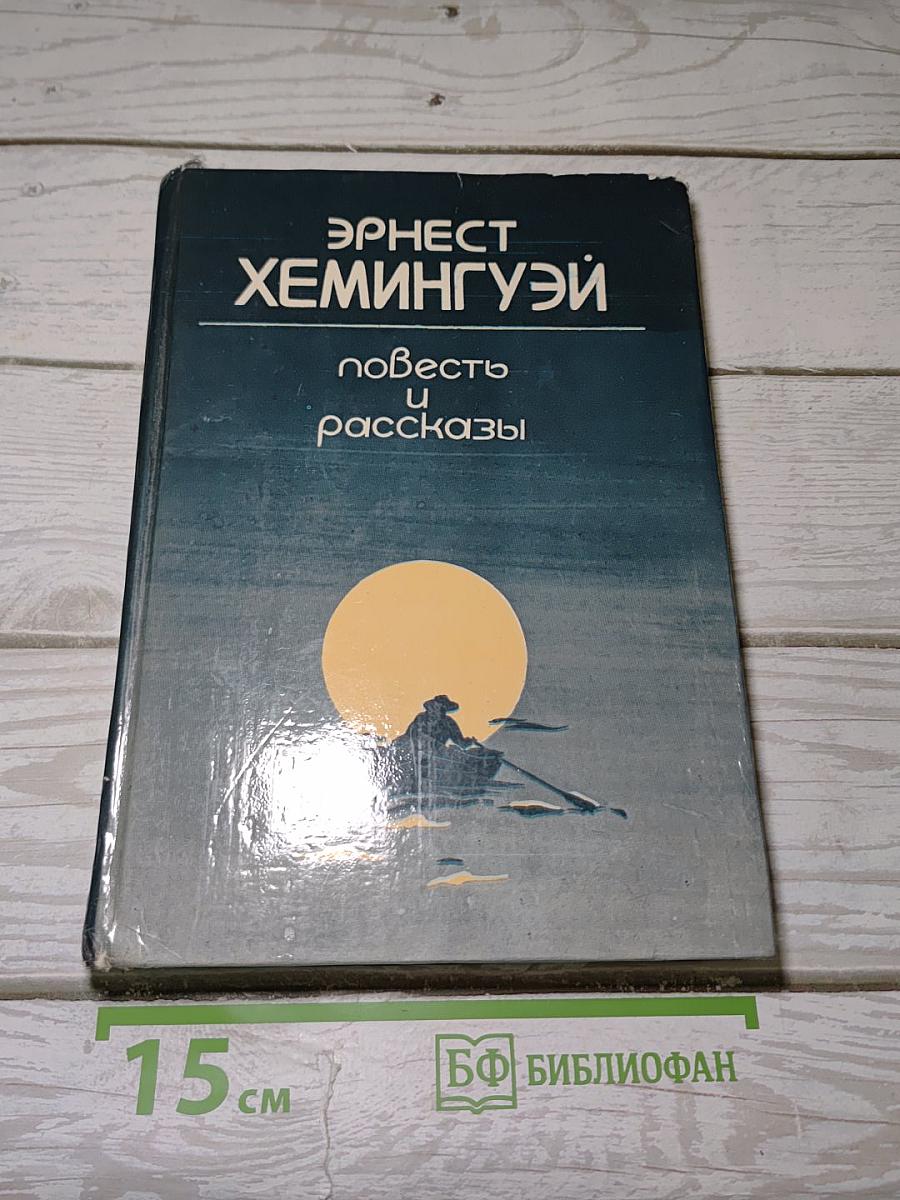 ЭРНЕСТ
ХЕМИНГУЭЙ
повесть
и
рассказы
15 см
БФ БИБЛИОФАН